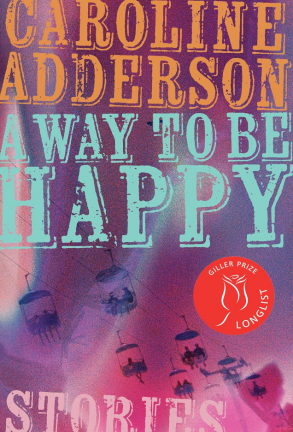 CAROLINE
ADDERSON
A WAY TO BE
HAPPY
GILLER PRIZE
LONGLIST
STORIES